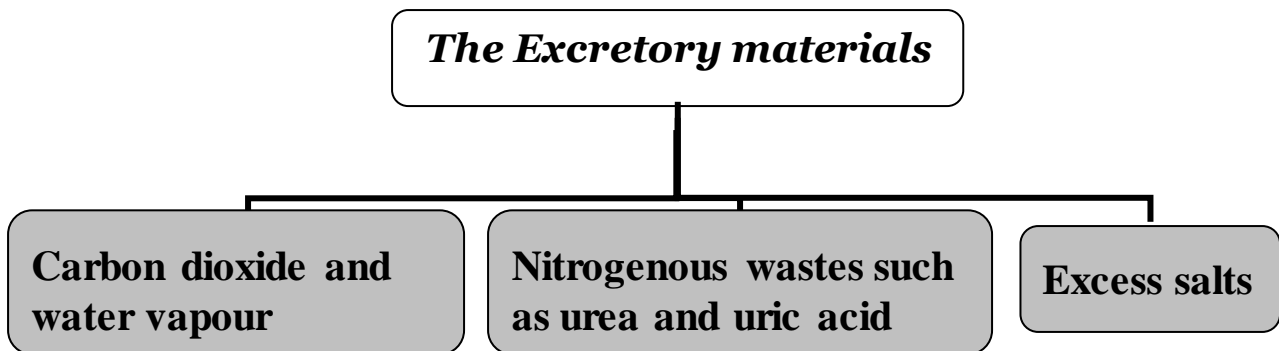 The Excretory materials
Carbon dioxide and
water vapour
Nitrogenous wastes such
as urea and uric acid
Excess salts